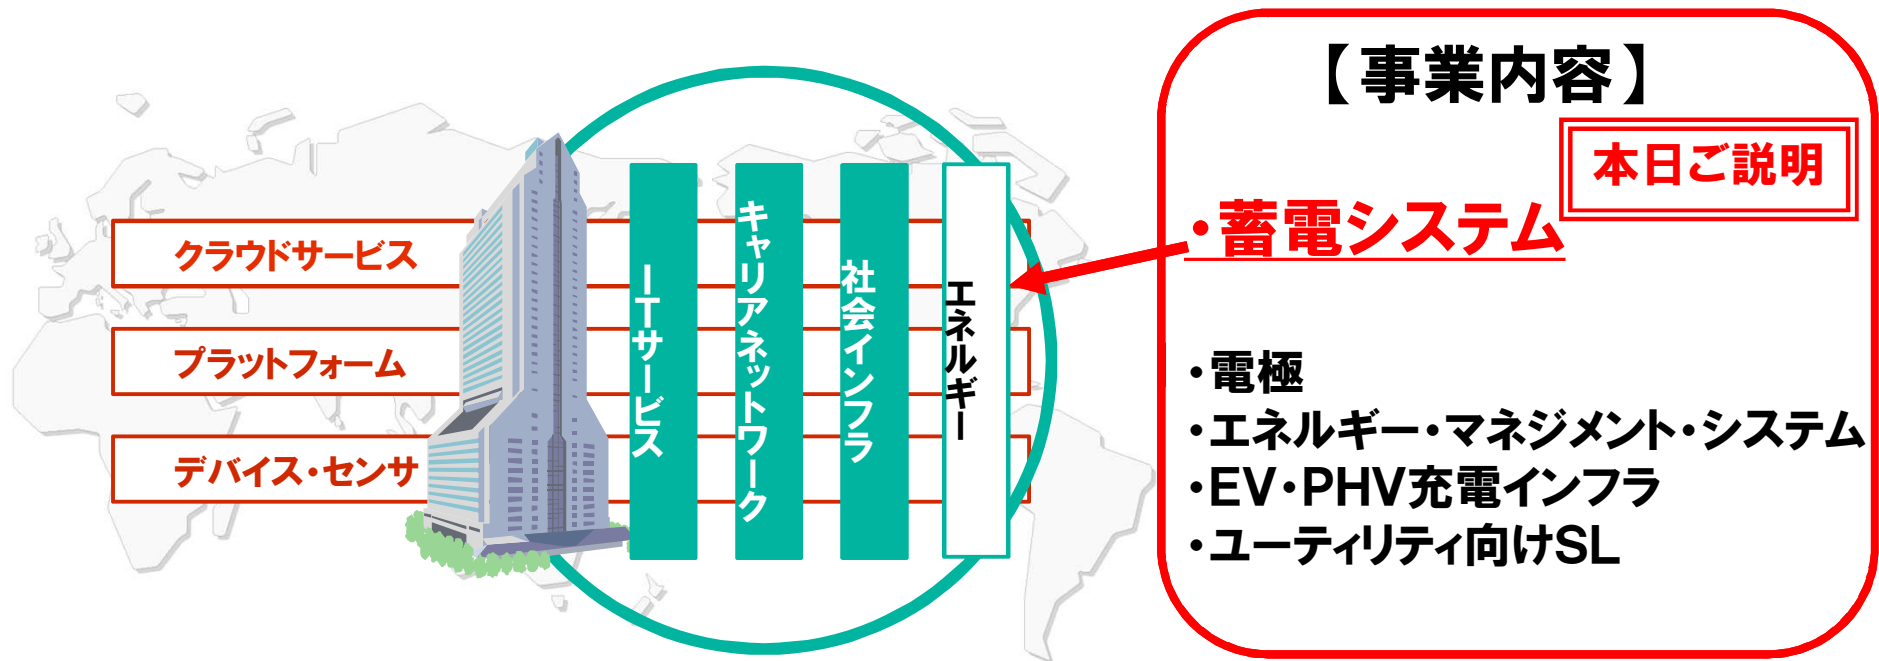 クラウドサービス
プラットフォーム
デバイス・センサ
ITサービス
キャリアネットワーク
社会インフラ
エネルギー
【事業内容】
本日ご説明
・蓄電システム
・電極
・エネルギー・マネジメント・システム
・EV・PHV充電インフラ
・ユーティリティ向けSL